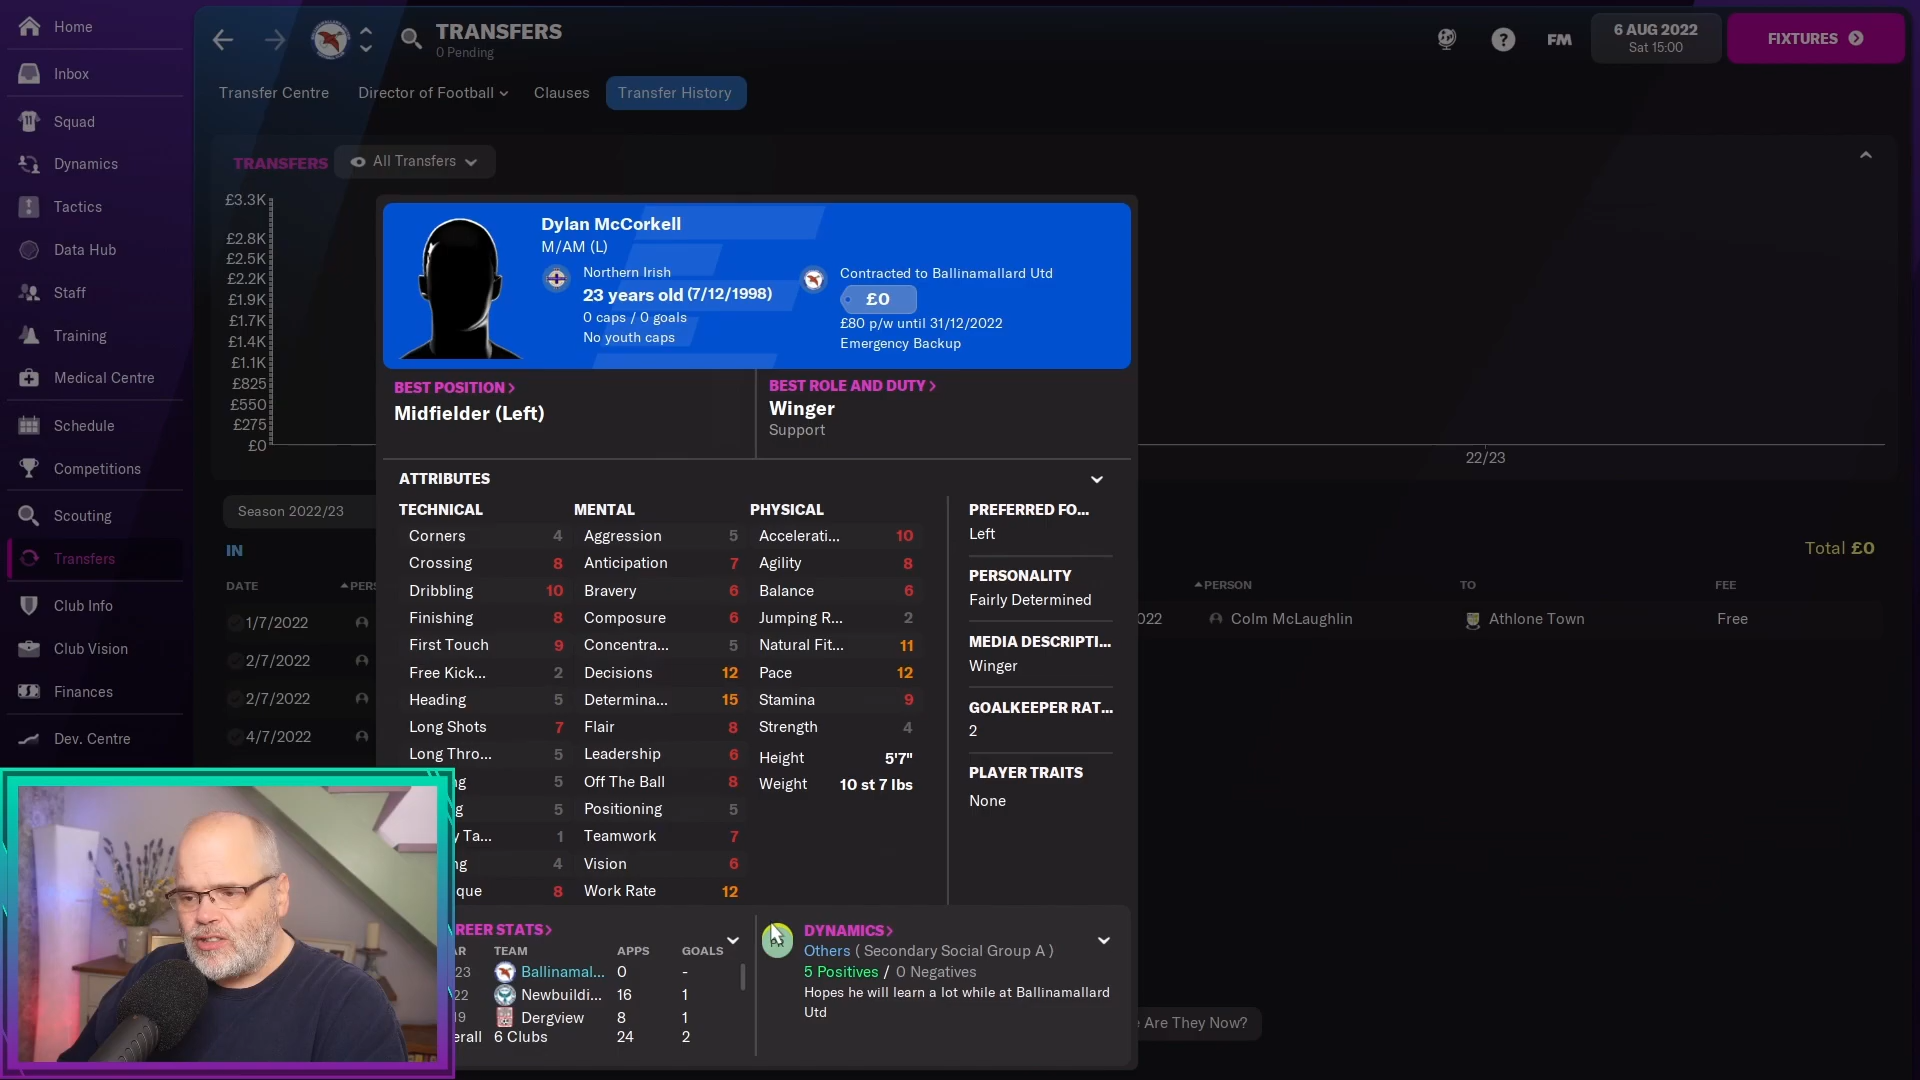 Home
Inbox
Squad
Dynamics
Tactics
Data Hub
Staff
Training
Medical Centre
Schedule
Competitions
Scouting
Transfers
Club Info
Club Vision
Finances
Dev. Centre
TRANSFERS
0 Pending
FM
6 AUG 2022
Sat 15:00
FIXTURES
Transfer Centre
Director of Football
Clauses
Transfer History
TRANSFERS
All Transfers
£3.3K
£2.8K
£2.5K
£2.2K
£1.9K
£1.7K
£1.4K
£1.1K
£825
£550
£275
£0
22/23
Season 2022/23
IN
DATE
PERS
1/7/2022
2/7/2022
2/7/2022
4/7/2022
Total £0
PERSON TO FEE
022 Colm McLaughlin Athlone Town Free
Are They Now?
Dylan McCorkell
M/AM (L)
Northern Irish
23 years old (7/12/1998)
0 caps / 0 goals
No youth caps
Contracted to Ballinamallard Utd
£0
£80 p/w until 31/12/2022
Emergency Backup
BEST POSITION
Midfielder (Left)
BEST ROLE AND DUTY
Winger
Support
ATTRIBUTES
TECHNICAL
Corners 4
Crossing 8
Dribbling 10
Finishing 8
First Touch 9
Free Kick... 2
Heading 5
Long Shots 7
Long Thro... 5
g 5
g 5
Ta... 1
ng 4
que 8
MENTAL
Aggression 5
Anticipation 7
Bravery 6
Composure 6
Concentra... 5
Decisions 12
Determina... 15
Flair 8
Leadership 6
Off The Ball 8
Positioning 5
Teamwork 7
Vision 6
Work Rate 12
PHYSICAL
Accelerati... 10
Agility 8
Balance 6
Jumping R... 2
Natural Fit... 11
Pace 12
Stamina 9
Strength 4
Height 5'7"
Weight 10 st 7 lbs
PREFERRED FO...
Left
PERSONALITY
Fairly Determined
MEDIA DESCRIPTI...
Winger
GOALKEEPER RAT...
2
PLAYER TRAITS
None
REER STATS
AR TEAM APPS GOALS
23 Ballinamal... 0 -
22 Newbuildi... 16 1
19 Dergview 8 1
erall 6 Clubs 24 2
DYNAMICS
Others ( Secondary Social Group A )
5 Positives / 0 Negatives
Hopes he will learn a lot while at Ballinamallard
Utd